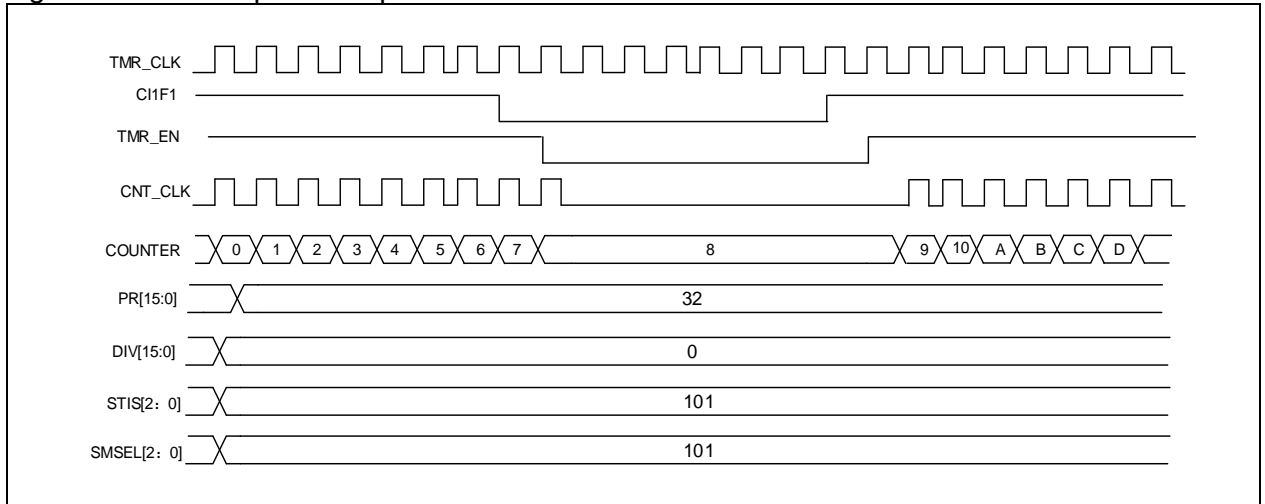 TMR_CLK
CI1F1
TMR_EN
CNT_CLK
COUNTER 0 1 2 3 4 5 6 7 8 9 10 A B C D
PR[15:0] 32
DIV[15:0] 0
STIS[2：0] 101
SMSEL[2：0] 101